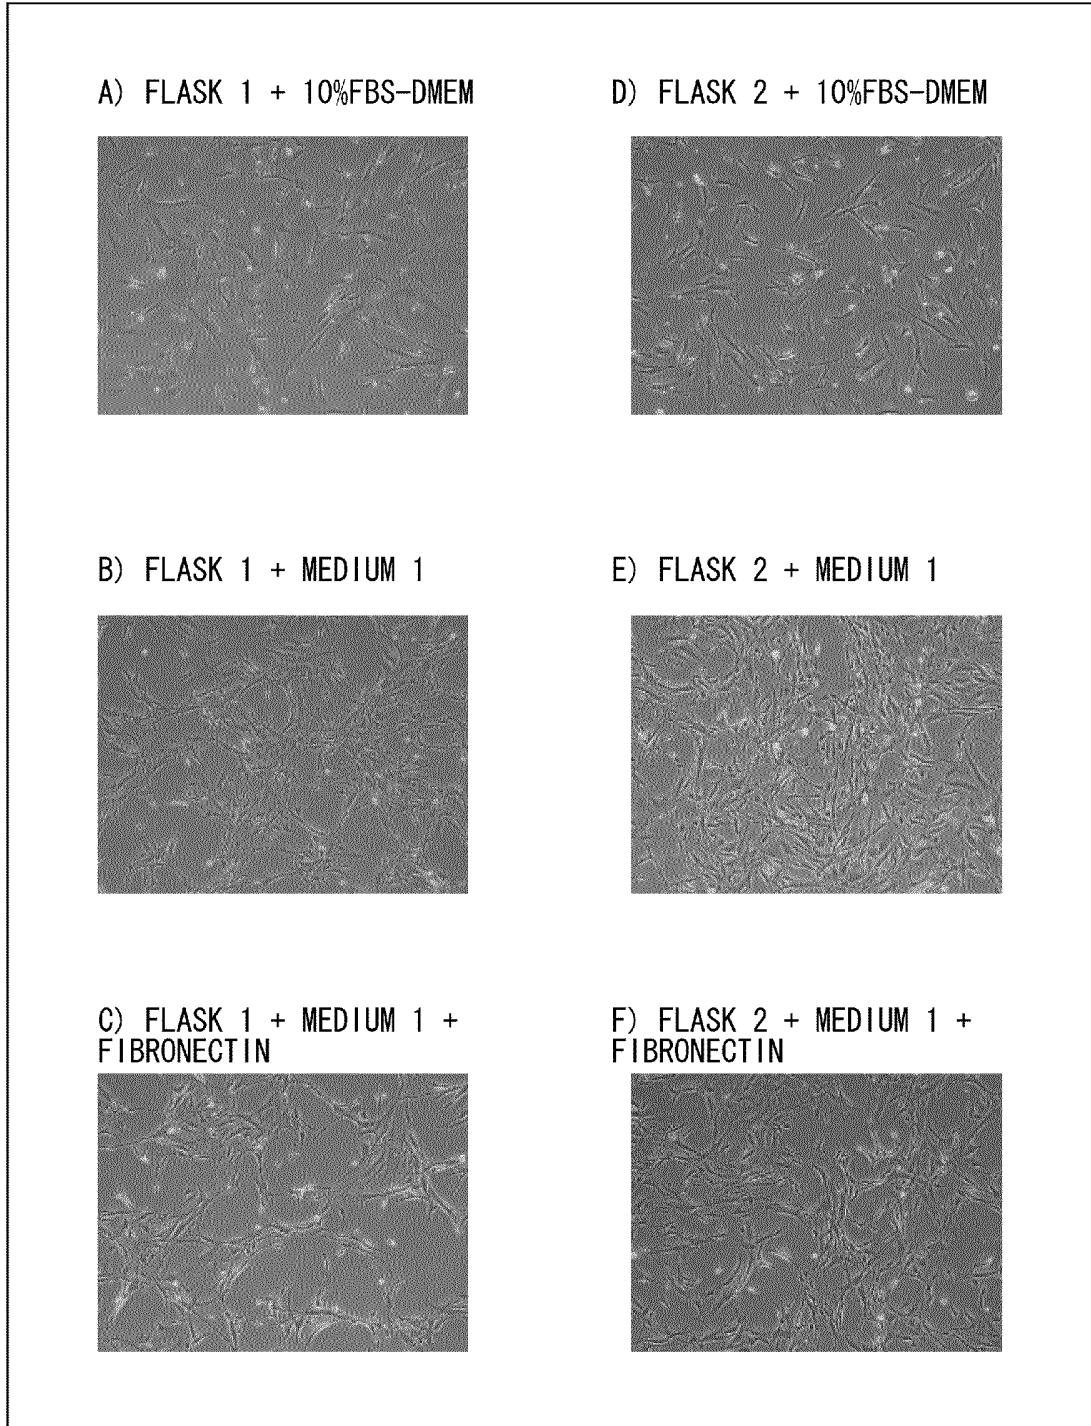 A) FLASK 1 + 10%FBS-DMEM
D) FLASK 2 + 10%FBS-DMEM
B) FLASK 1 + MEDIUM 1
E) FLASK 2 + MEDIUM 1
C) FLASK 1 + MEDIUM 1 +
FIBRONECTIN
F) FLASK 2 + MEDIUM 1 +
FIBRONECTIN